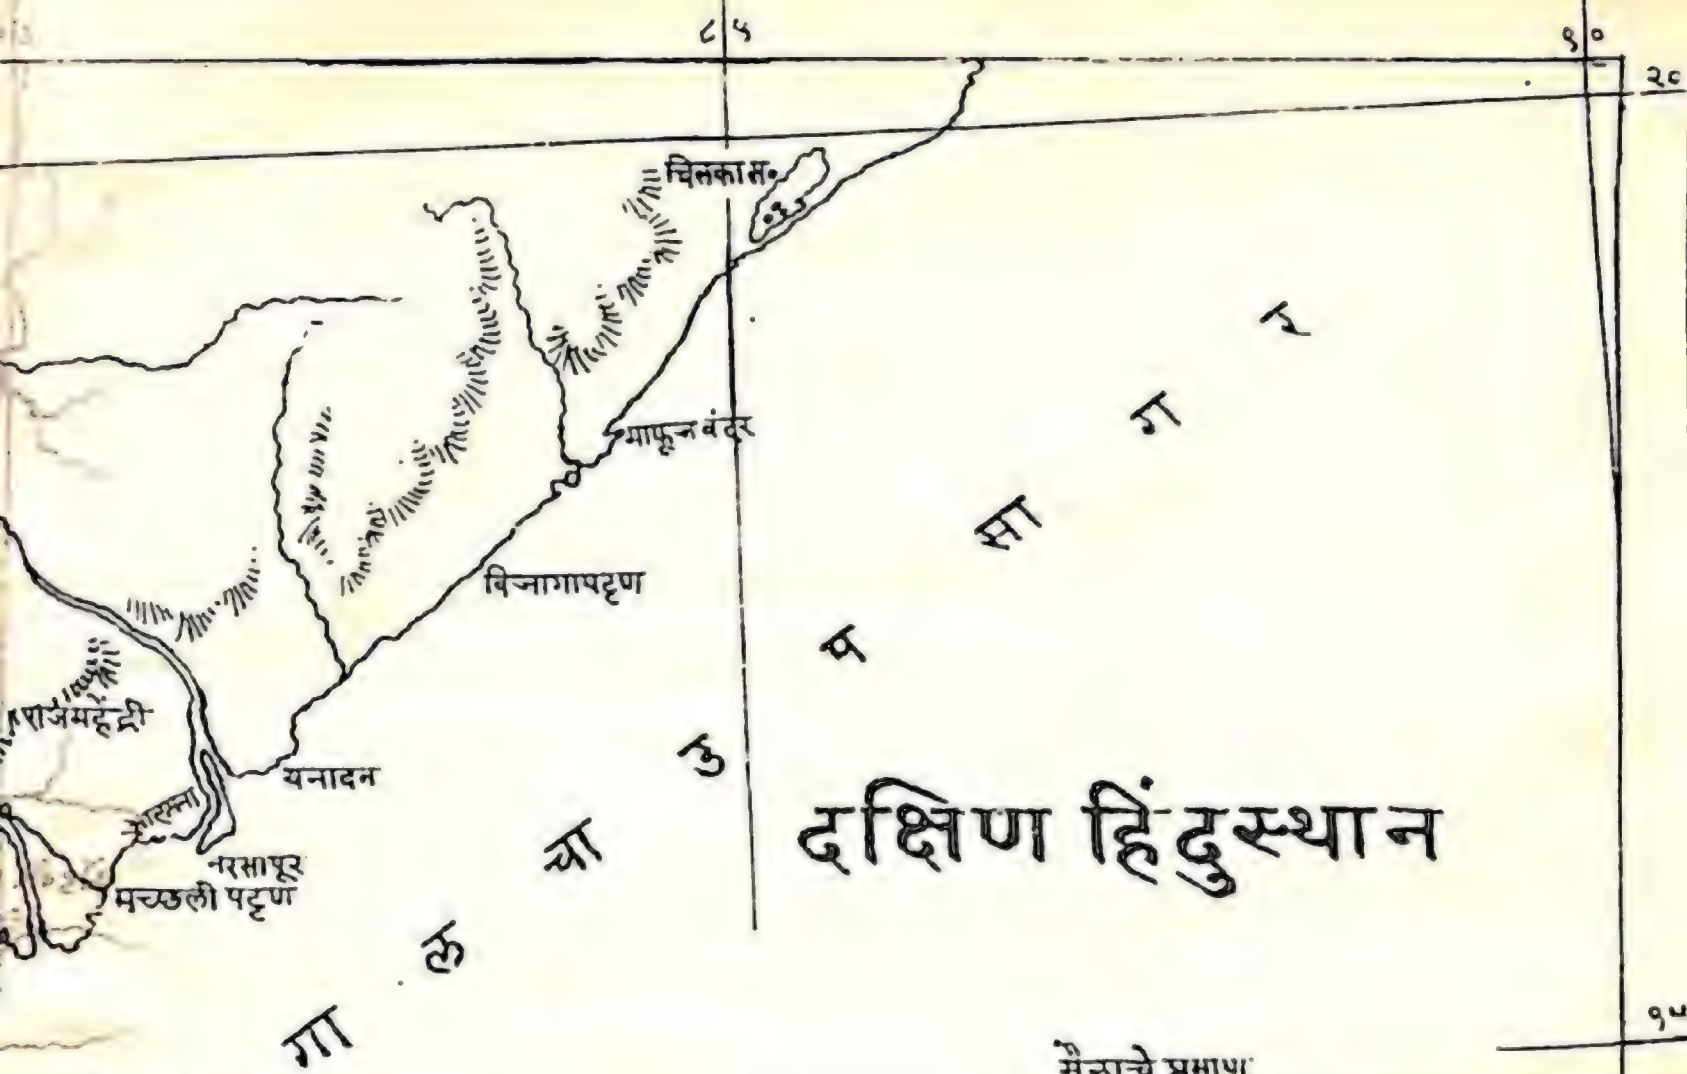 ८५
९०
२०
चिलका स॰
माफून बंदर
विजागापट्टण
राजमहेंद्री
यनादन
नरसापूर
मच्छली पट्टण
गालचा उपसागर
दक्षिण हिंदुस्थान
१५
मैलाचे प्रमाण